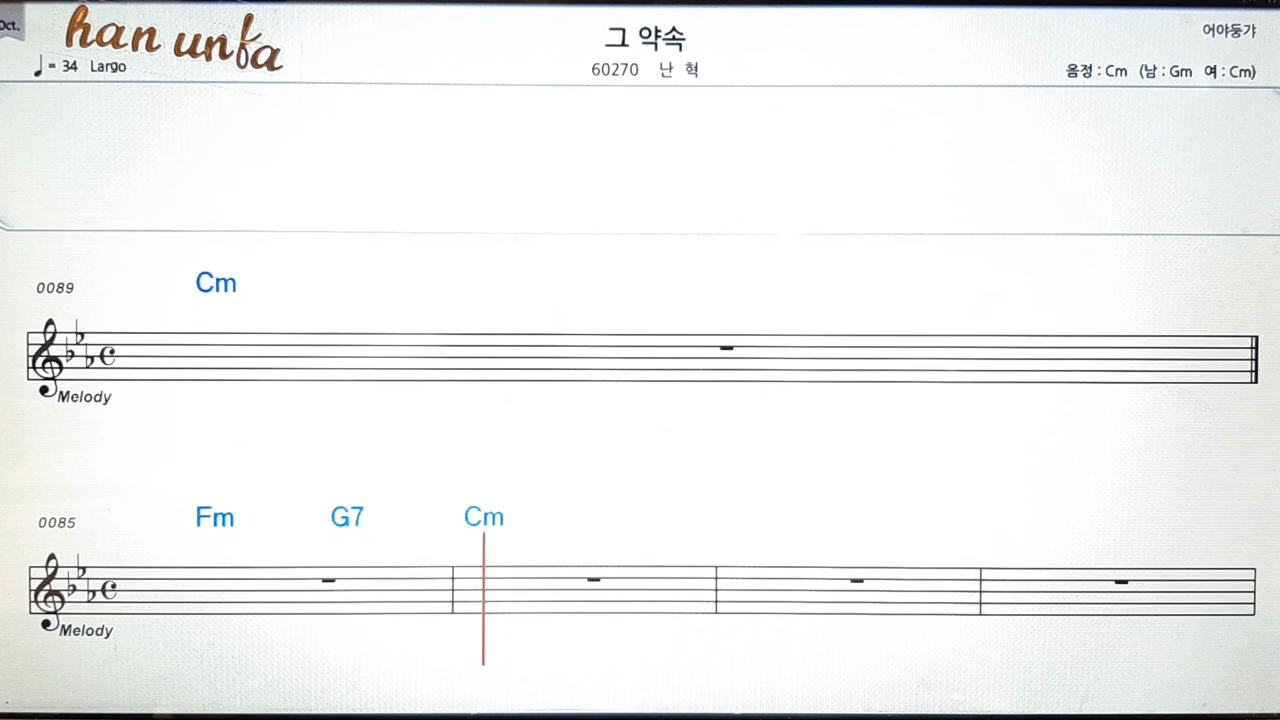 Oct.
han unfa
그 약속
어야둥갸
= 34 Largo
60270 난 혁
음정 : Cm (남 : Gm 여 : Cm)
0089
Cm
Melody
0085
Fm G7 Cm
Melody